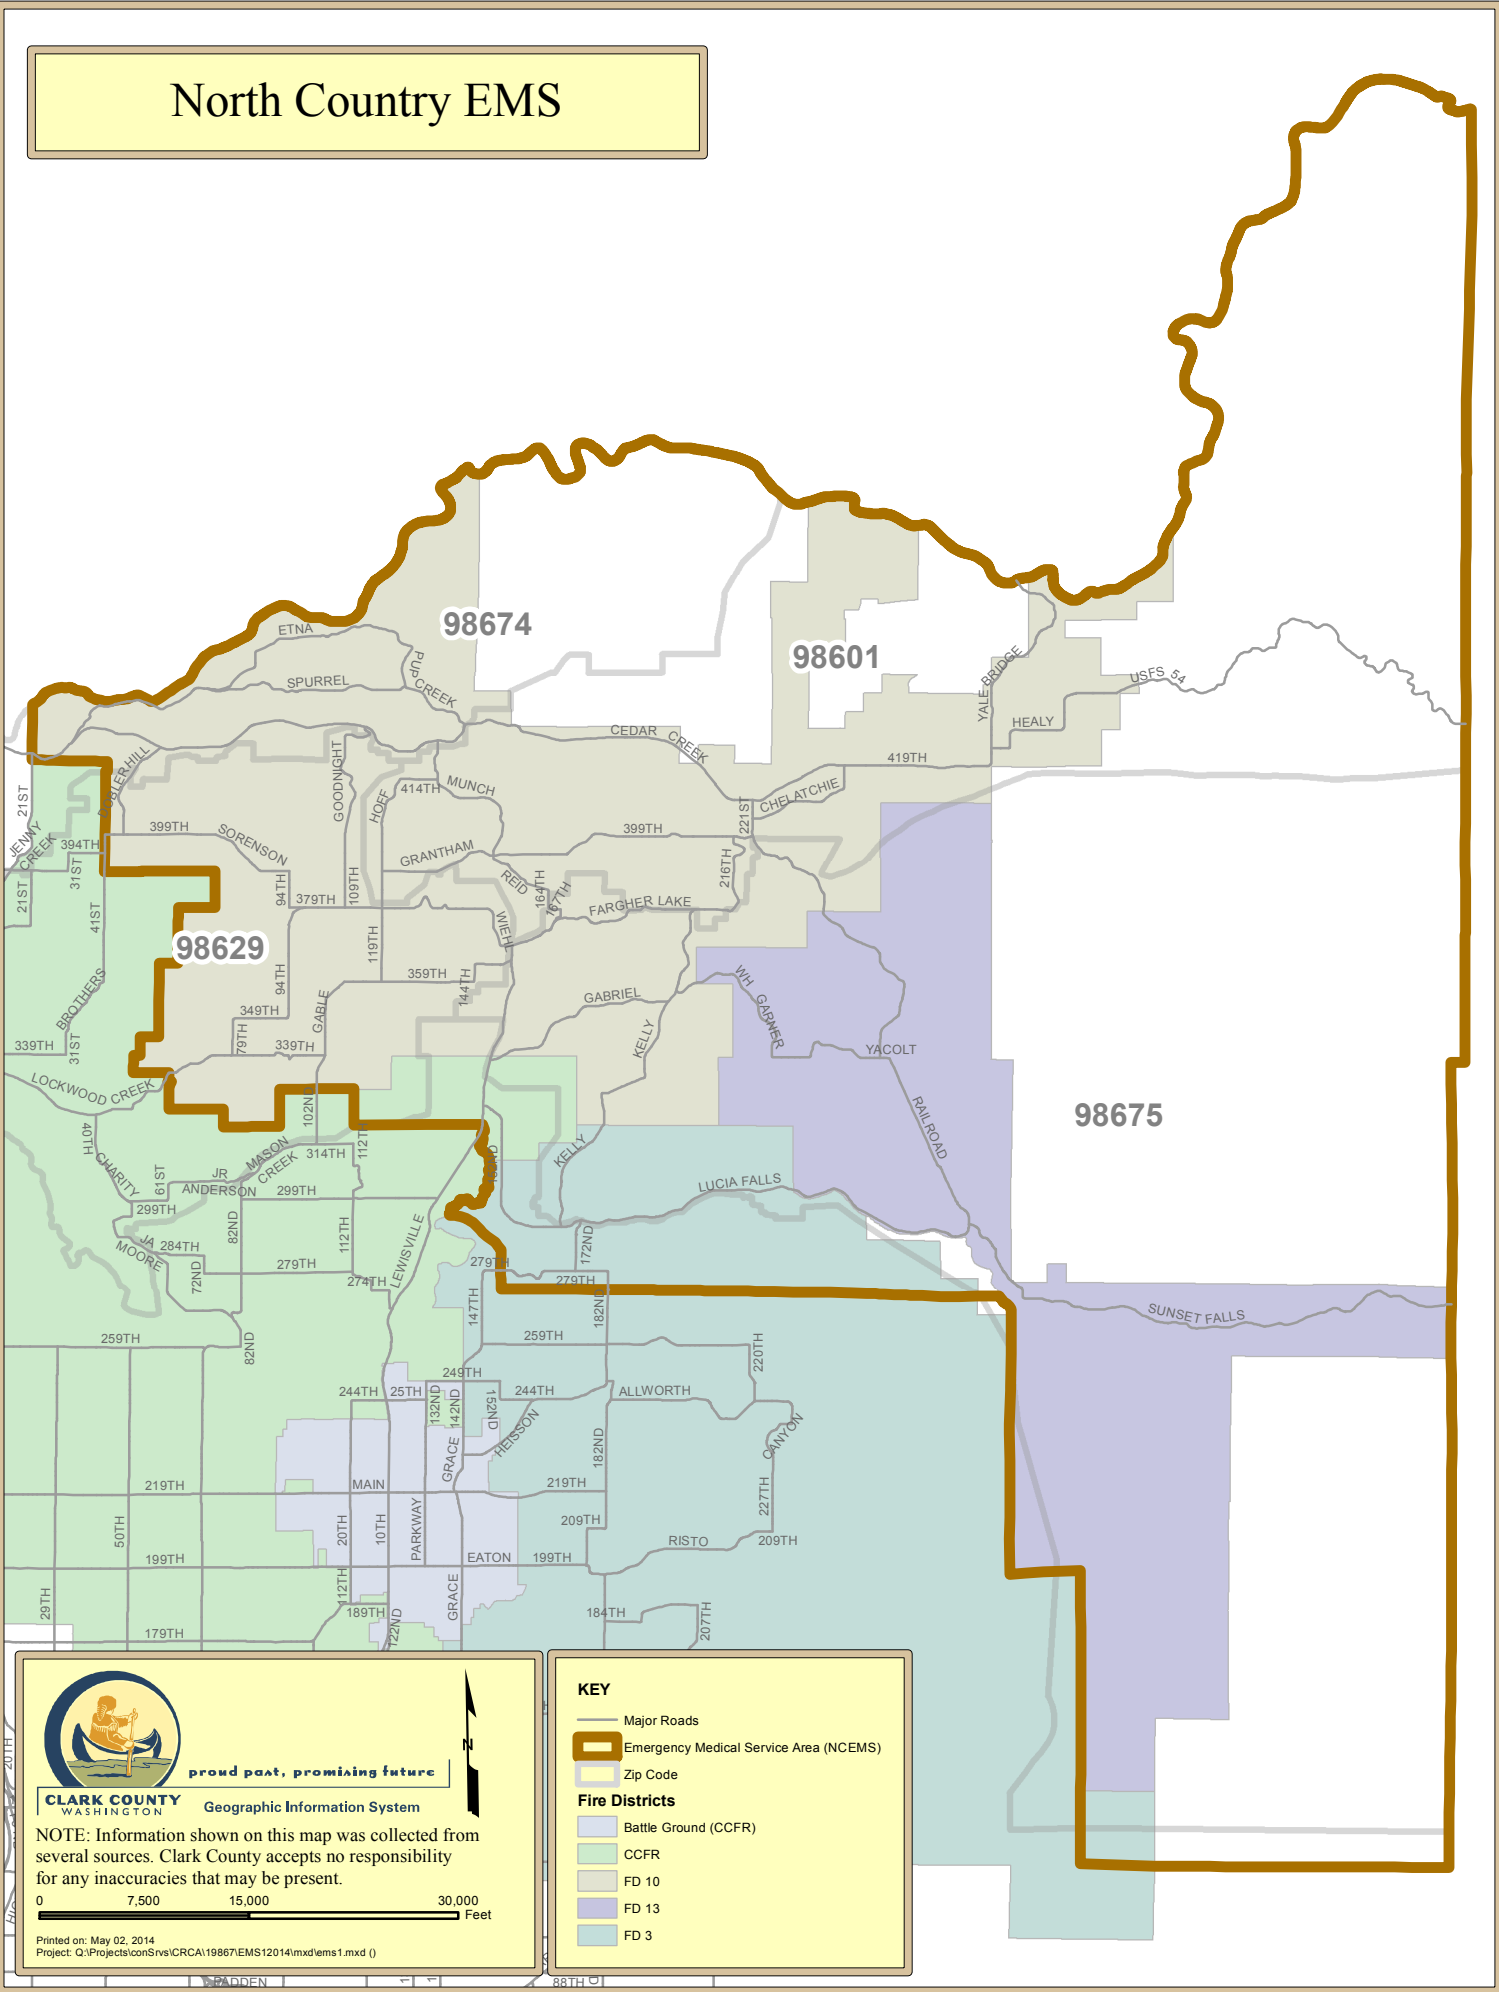 North Country EMS
98674
98601
98629
98675
ETNA
PUP
CREEK
SPURREL
CEDAR
CREEK
YALE BRIDGE
USFS 54
HEALY
419TH
CHELATCHIE
221ST
DOBLER HILL
GOODNIGHT
HOFF
414TH
MUNCH
21ST
JENNY
CREEK
394TH
31ST
21ST
41ST
399TH
SORENSON
94TH
379TH
109TH
GRANTHAM
REID
164TH
167TH
399TH
216TH
FARGHER LAKE
WIEHL
119TH
359TH
144TH
94TH
349TH
79TH
339TH
GABLE
GABRIEL
KELLY
WH GARNER
YACOLT
RAILROAD
BROTHERS
31ST
339TH
LOCKWOOD CREEK
40TH
CHARITY
61ST
JR
ANDERSON
MASON
CREEK
102ND
314TH
112TH
299TH
299TH
82ND
JA
MOORE
284TH
72ND
279TH
112TH
274TH
LEWISVILLE
KELLY
LUCIA FALLS
172ND
279TH
279TH
147TH
182ND
SUNSET FALLS
259TH
82ND
259TH
220TH
249TH
244TH
25TH
132ND
142ND
152ND
244TH
HEISSON
ALLWORTH
CANYON
182ND
GRACE
219TH
MAIN
219TH
227TH
50TH
20TH
10TH
PARKWAY
209TH
RISTO
209TH
199TH
EATON
199TH
29TH
112TH
189TH
122ND
GRACE
184TH
207TH
179TH
20TH
proud past, promising future
CLARK COUNTY
WASHINGTON
Geographic Information System
N
NOTE: Information shown on this map was collected from
several sources. Clark County accepts no responsibility
for any inaccuracies that may be present.
0 7,500 15,000 30,000
Feet
Printed on: May 02, 2014
Project: Q:\Projects\conSrvs\CRCA\19867\EMS12014\mxd\ems1.mxd ()
KEY
Major Roads
Emergency Medical Service Area (NCEMS)
Zip Code
Fire Districts
Battle Ground (CCFR)
CCFR
FD 10
FD 13
FD 3
PADDEN
88TH